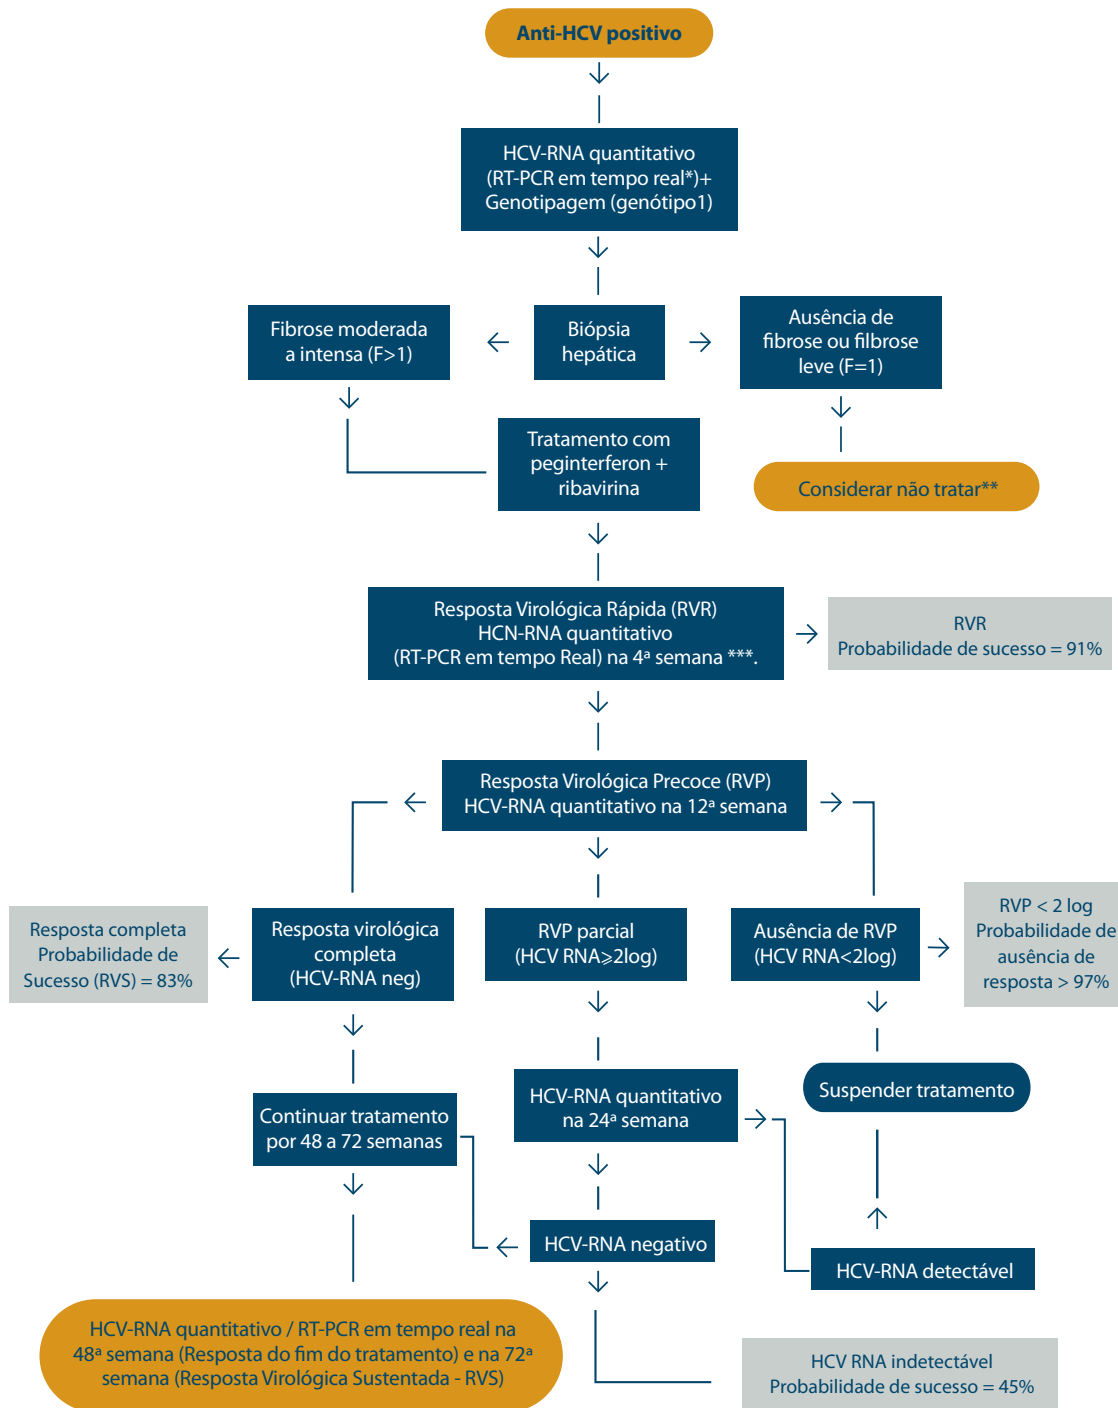 Anti-HCV positivo
HCV-RNA quantitativo
(RT-PCR em tempo real*)+
Genotipagem (genótipo1)
Fibrose moderada
a intensa (F>1)
Biópsia
hepática
Ausência de
fibrose ou filbrose
leve (F=1)
Tratamento com
peginterferon +
ribavirina
Considerar não tratar**
Resposta Virológica Rápida (RVR)
HCN-RNA quantitativo
(RT-PCR em tempo Real) na 4ª semana ***.
RVR
Probabilidade de sucesso = 91%
Resposta Virológica Precoce (RVP)
HCV-RNA quantitativo na 12ª semana
Resposta completa
Probabilidade de
Sucesso (RVS) = 83%
Resposta virológica
completa
(HCV-RNA neg)
RVP parcial
(HCV RNA⩾2log)
Ausência de RVP
(HCV RNA<2log)
RVP < 2 log
Probabilidade de
ausência de
resposta > 97%
Continuar tratamento
por 48 a 72 semanas
HCV-RNA quantitativo
na 24ª semana
Suspender tratamento
HCV-RNA negativo
HCV-RNA detectável
HCV-RNA quantitativo / RT-PCR em tempo real na
48ª semana (Resposta do fim do tratamento) e na 72ª
semana (Resposta Virológica Sustentada - RVS)
HCV RNA indetectável
Probabilidade de sucesso = 45%